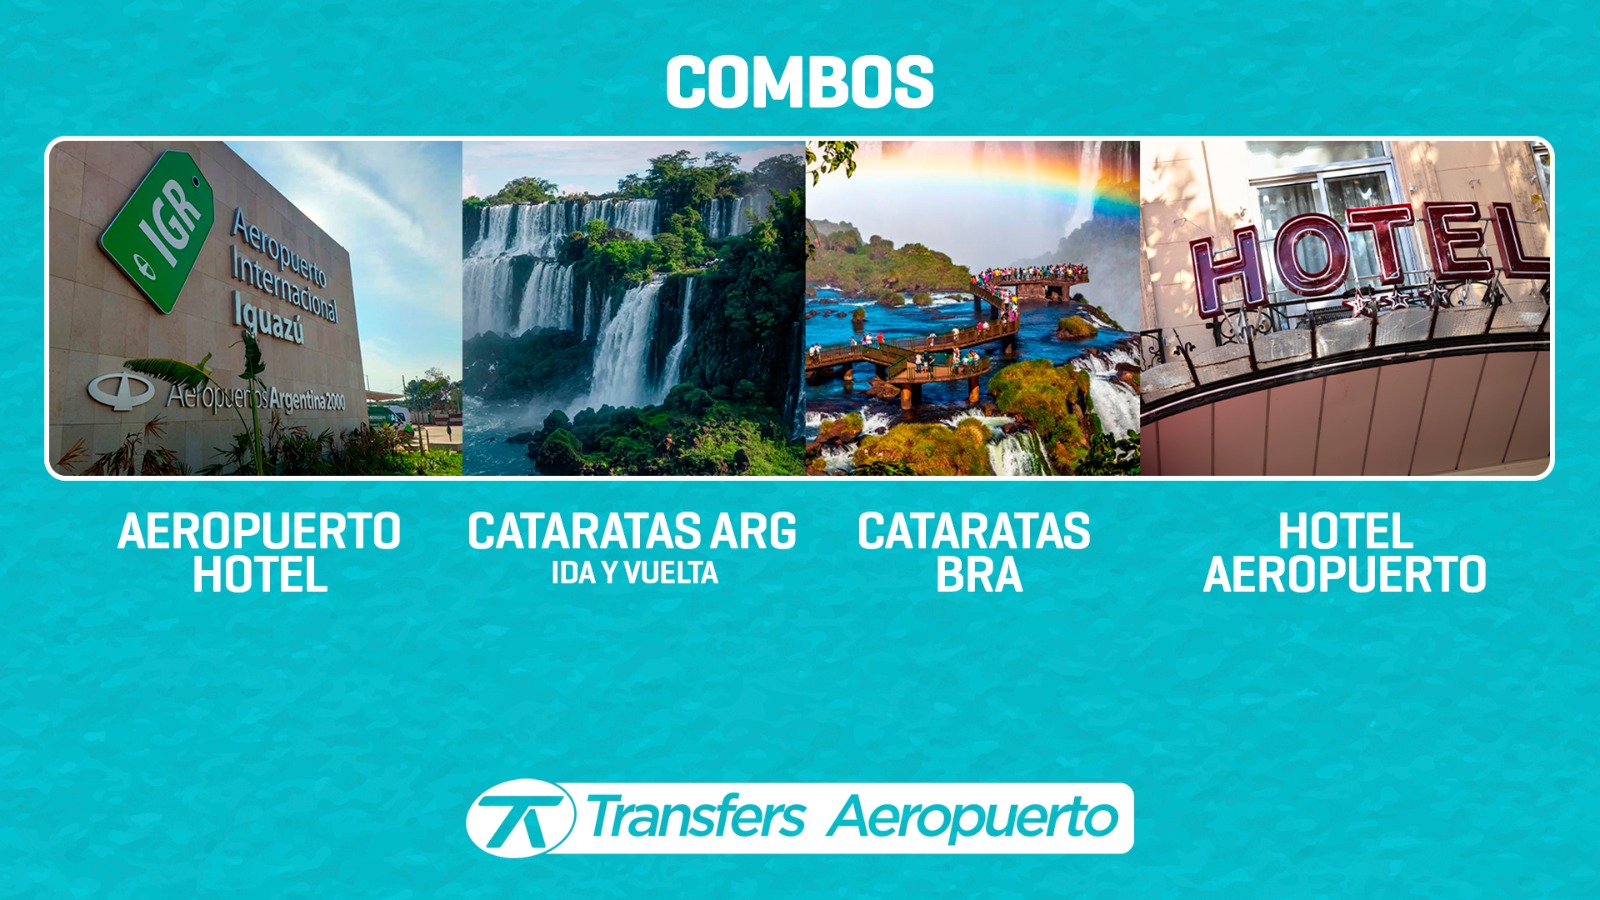 COMBOS
IGR
Aeropuerto
Internacional
Iguazú
Aeropuertos Argentina 2000
HOTEL
AEROPUERTO
HOTEL
CATARATAS ARG
IDA Y VUELTA
CATARATAS
BRA
HOTEL
AEROPUERTO
Transfers Aeropuerto